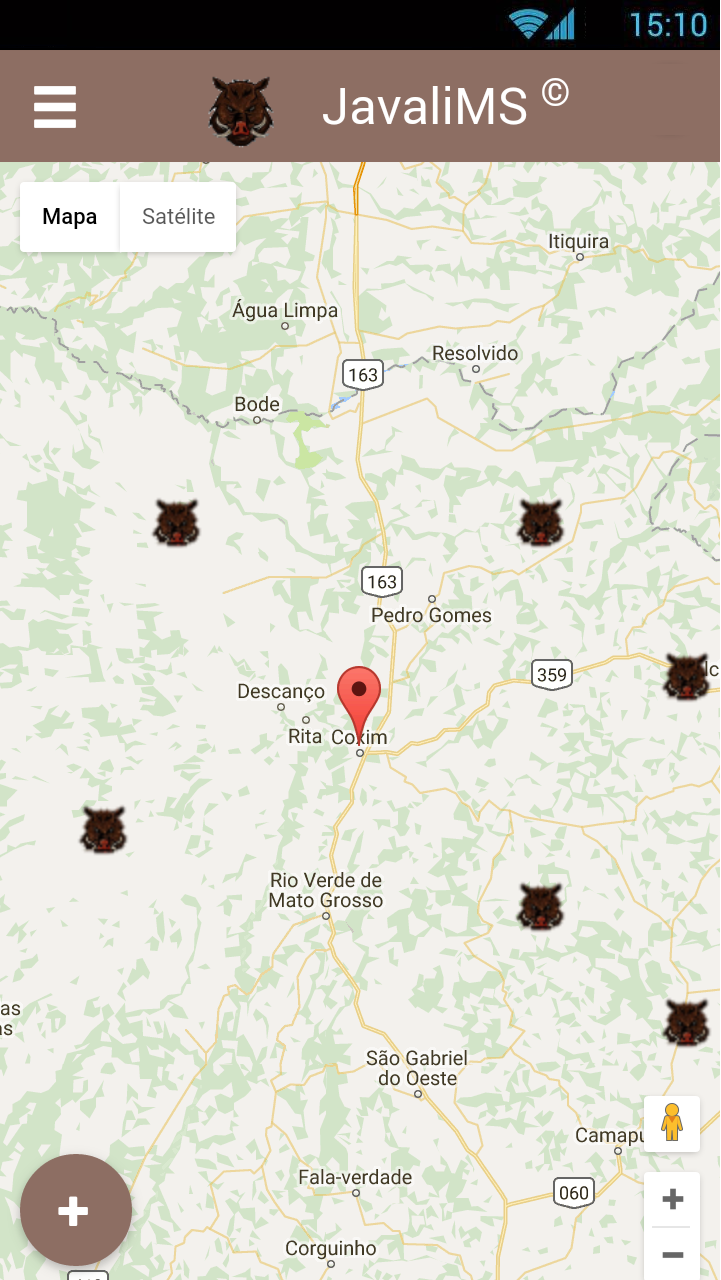 15:10
JavaliMS ©
Mapa
Satélite
Itiquira
Água Limpa
Resolvido
163
Bode
163
Pedro Gomes
359
Descanço
Rita
Coxim
Rio Verde de
Mato Grosso
as
São Gabriel
do Oeste
Camapu
Fala-verdade
060
Corguinho